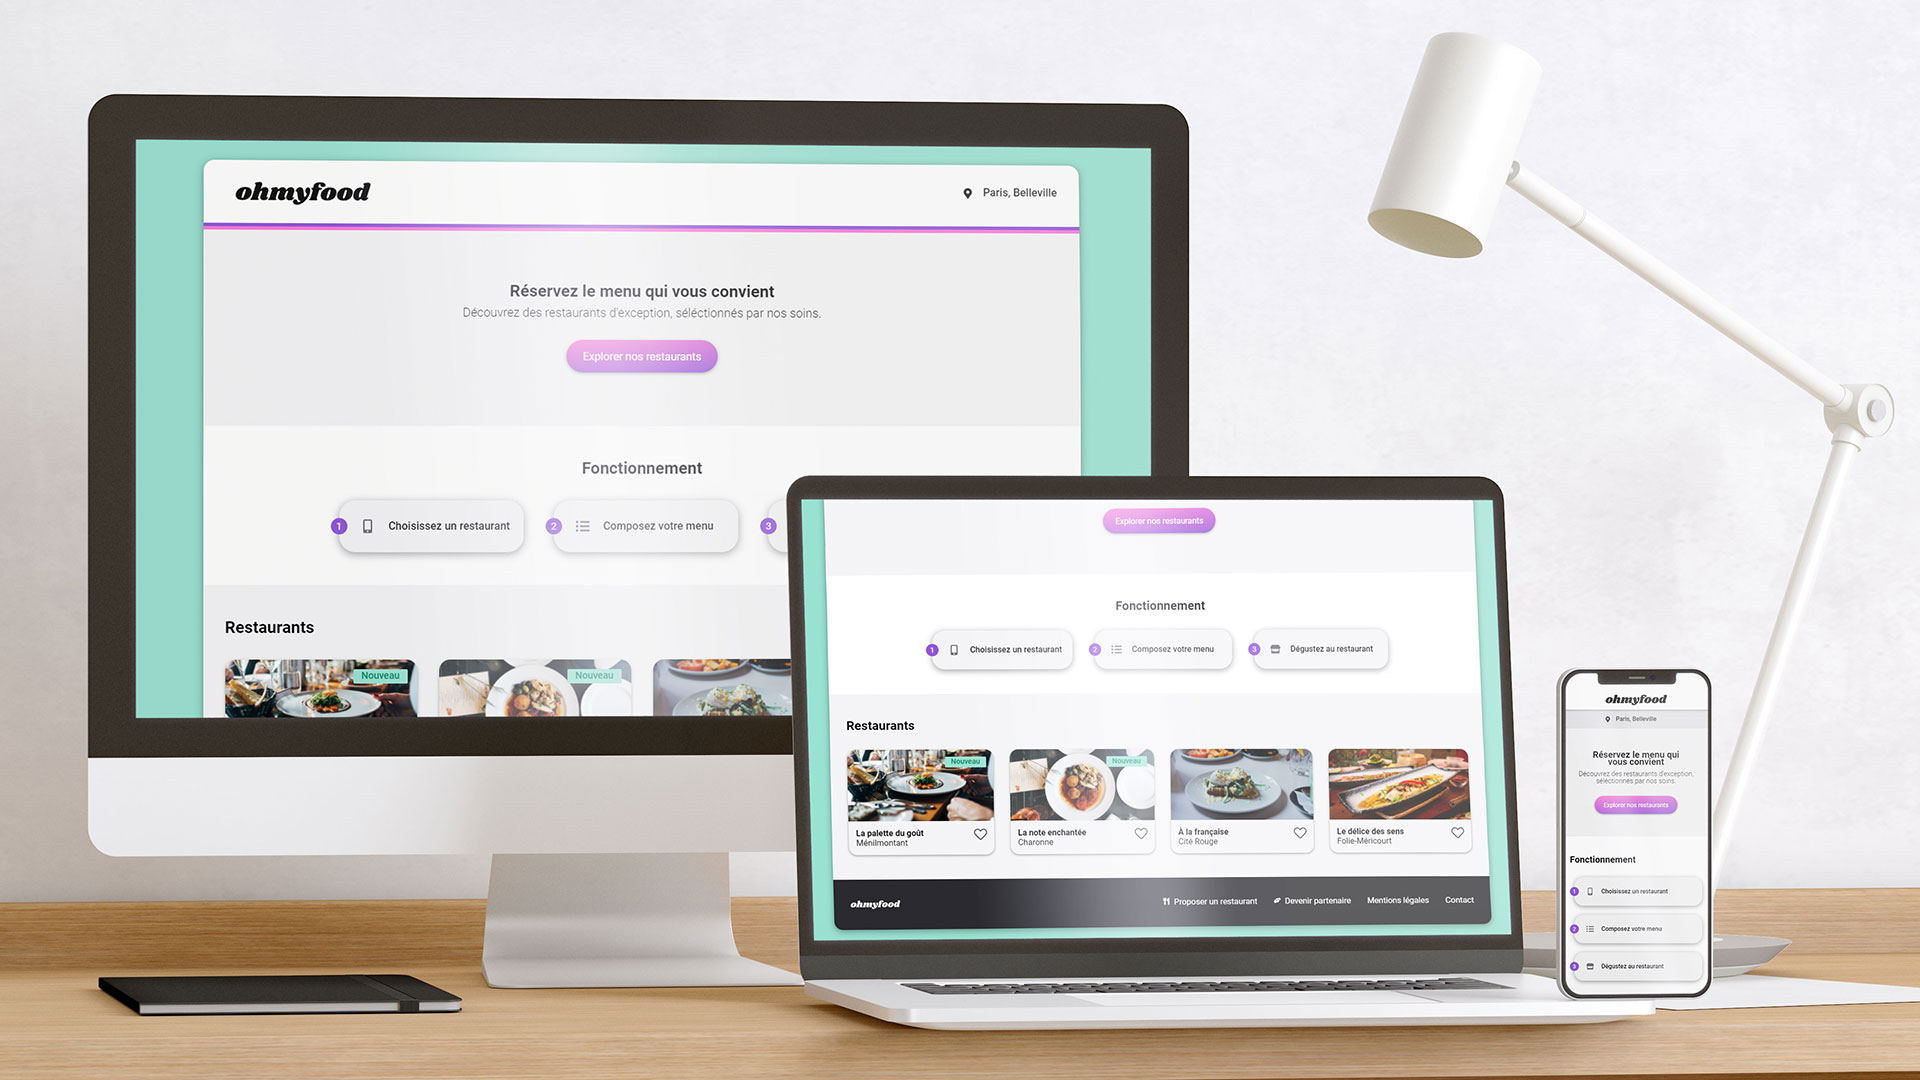 ohmyfood
Paris, Belleville
Réservez le menu qui vous convient
Découvrez des restaurants d'exception, séléctionnés par nos soins.
Explorer nos restaurants
Fonctionnement
1 Choisissez un restaurant
2 Composez votre menu
3
Restaurants
Nouveau
Nouveau
Explorer nos restaurants
Fonctionnement
1 Choisissez un restaurant
2 Composez votre menu
3 Dégustez au restaurant
Restaurants
Nouveau
Nouveau
La palette du goût
Ménilmontant
La note enchantée
Charonne
À la française
Cité Rouge
Le délice des sens
Folie-Méricourt
ohmyfood
Proposer un restaurant
Devenir partenaire
Mentions légales
Contact
ohmyfood
Paris, Belleville
Réservez le menu qui
vous convient
Découvrez des restaurants d'exception,
séléctionnés par nos soins.
Explorer nos restaurants
Fonctionnement
1 Choisissez un restaurant
2 Composez votre menu
3 Dégustez au restaurant